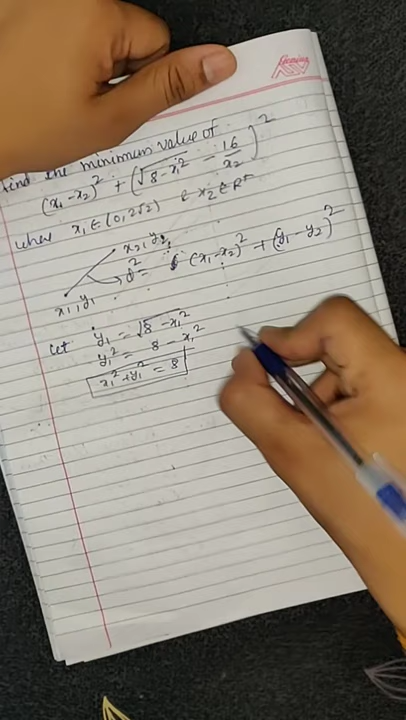 find the minimum value of
(x₁-x₂)² + (√8-x₁² - 16/x₂)²
when x₁ ∈ (0, 2√2) & x₂ ∈ R⁺
x₂, y₂
d² = (x₁-x₂)² + (y₁-y₂)²
x₁, y₁
let y₁ = √8-x₁²
y₁² = 8 - x₁²
x₁² + y₁² = 8